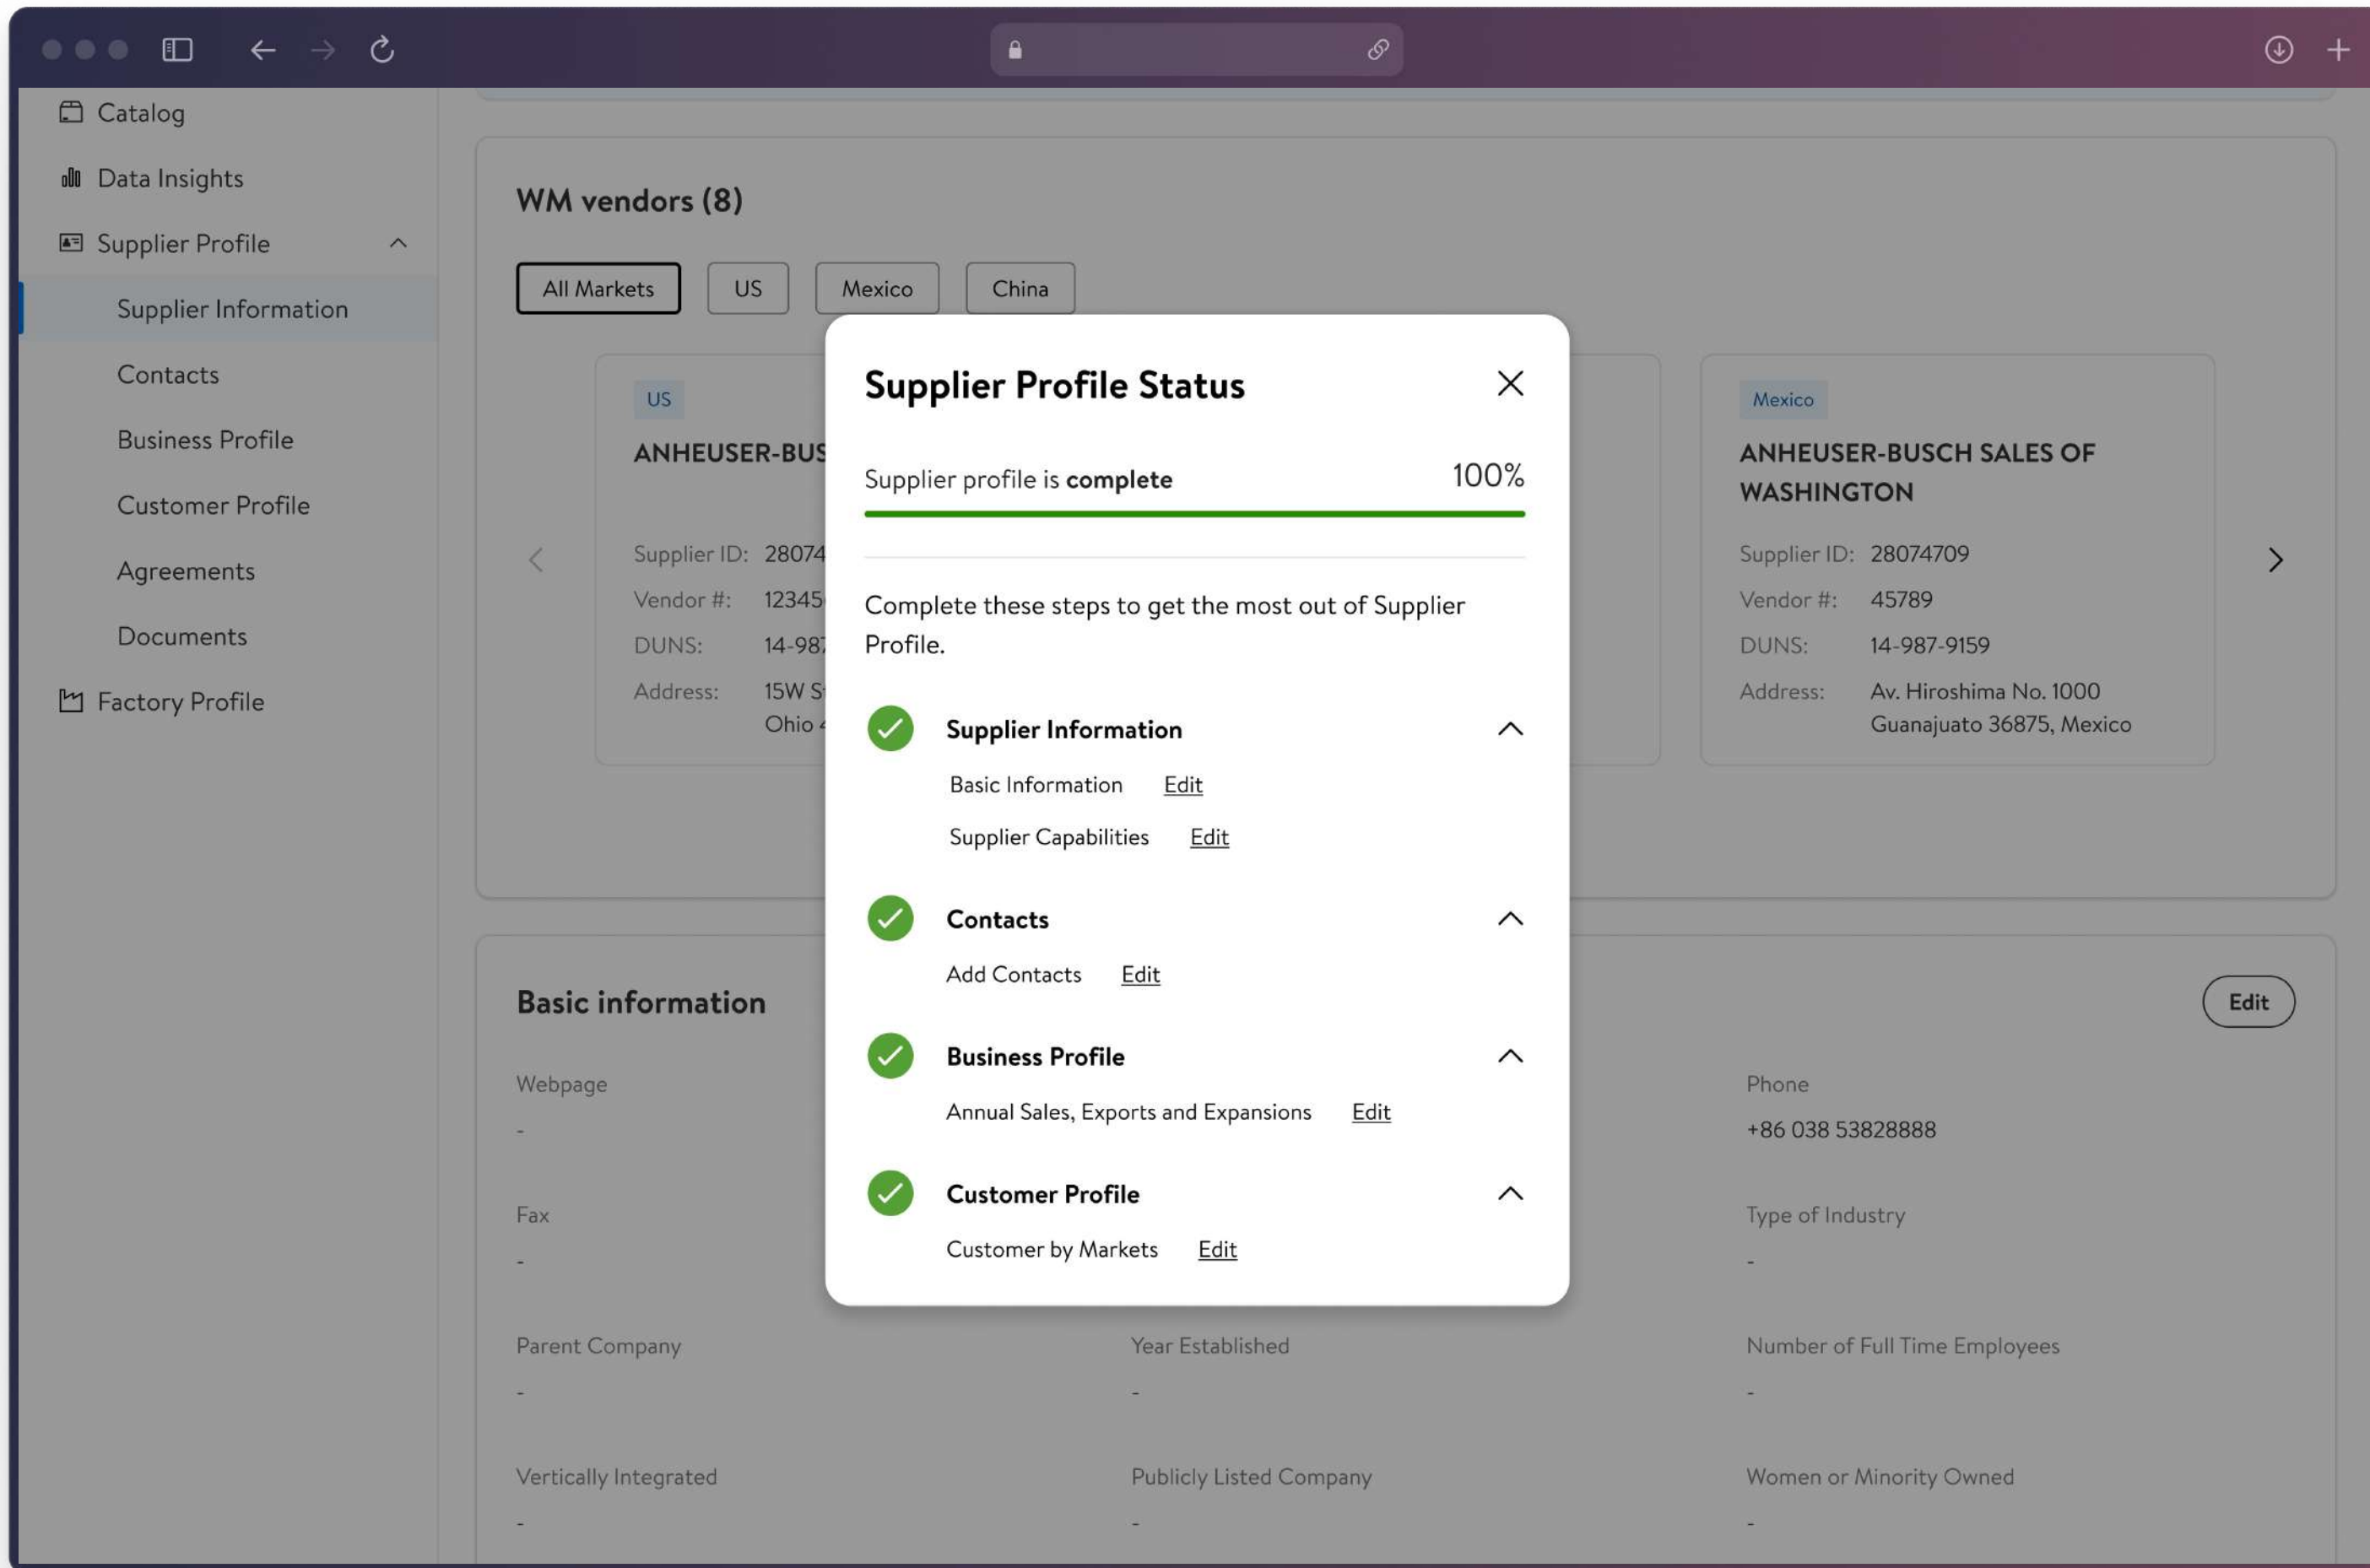 Catalog
Data Insights
Supplier Profile
Supplier Information
Contacts
Business Profile
Customer Profile
Agreements
Documents
Factory Profile
WM vendors (8)
All Markets
US
Mexico
China
US
Supplier ID:
Vendor #:
DUNS:
Address:
Ohio
Mexico
ANHEUSER-BUSCH SALES OF
WASHINGTON
Supplier ID: 28074709
Vendor #: 45789
DUNS: 14-987-9159
Address: Av. Hiroshima No. 1000
Guanajuato 36875, Mexico
Supplier Profile Status
Supplier profile is complete 100%
Complete these steps to get the most out of Supplier
Profile.
Supplier Information
Basic Information Edit
Supplier Capabilities Edit
Contacts
Add Contacts Edit
Business Profile
Annual Sales, Exports and Expansions Edit
Customer Profile
Customer by Markets Edit
Basic information
Edit
Webpage
-
Phone
+86 038 53828888
Fax
-
Type of Industry
-
Parent Company
-
Year Established
-
Number of Full Time Employees
-
Vertically Integrated
-
Publicly Listed Company
-
Women or Minority Owned
-